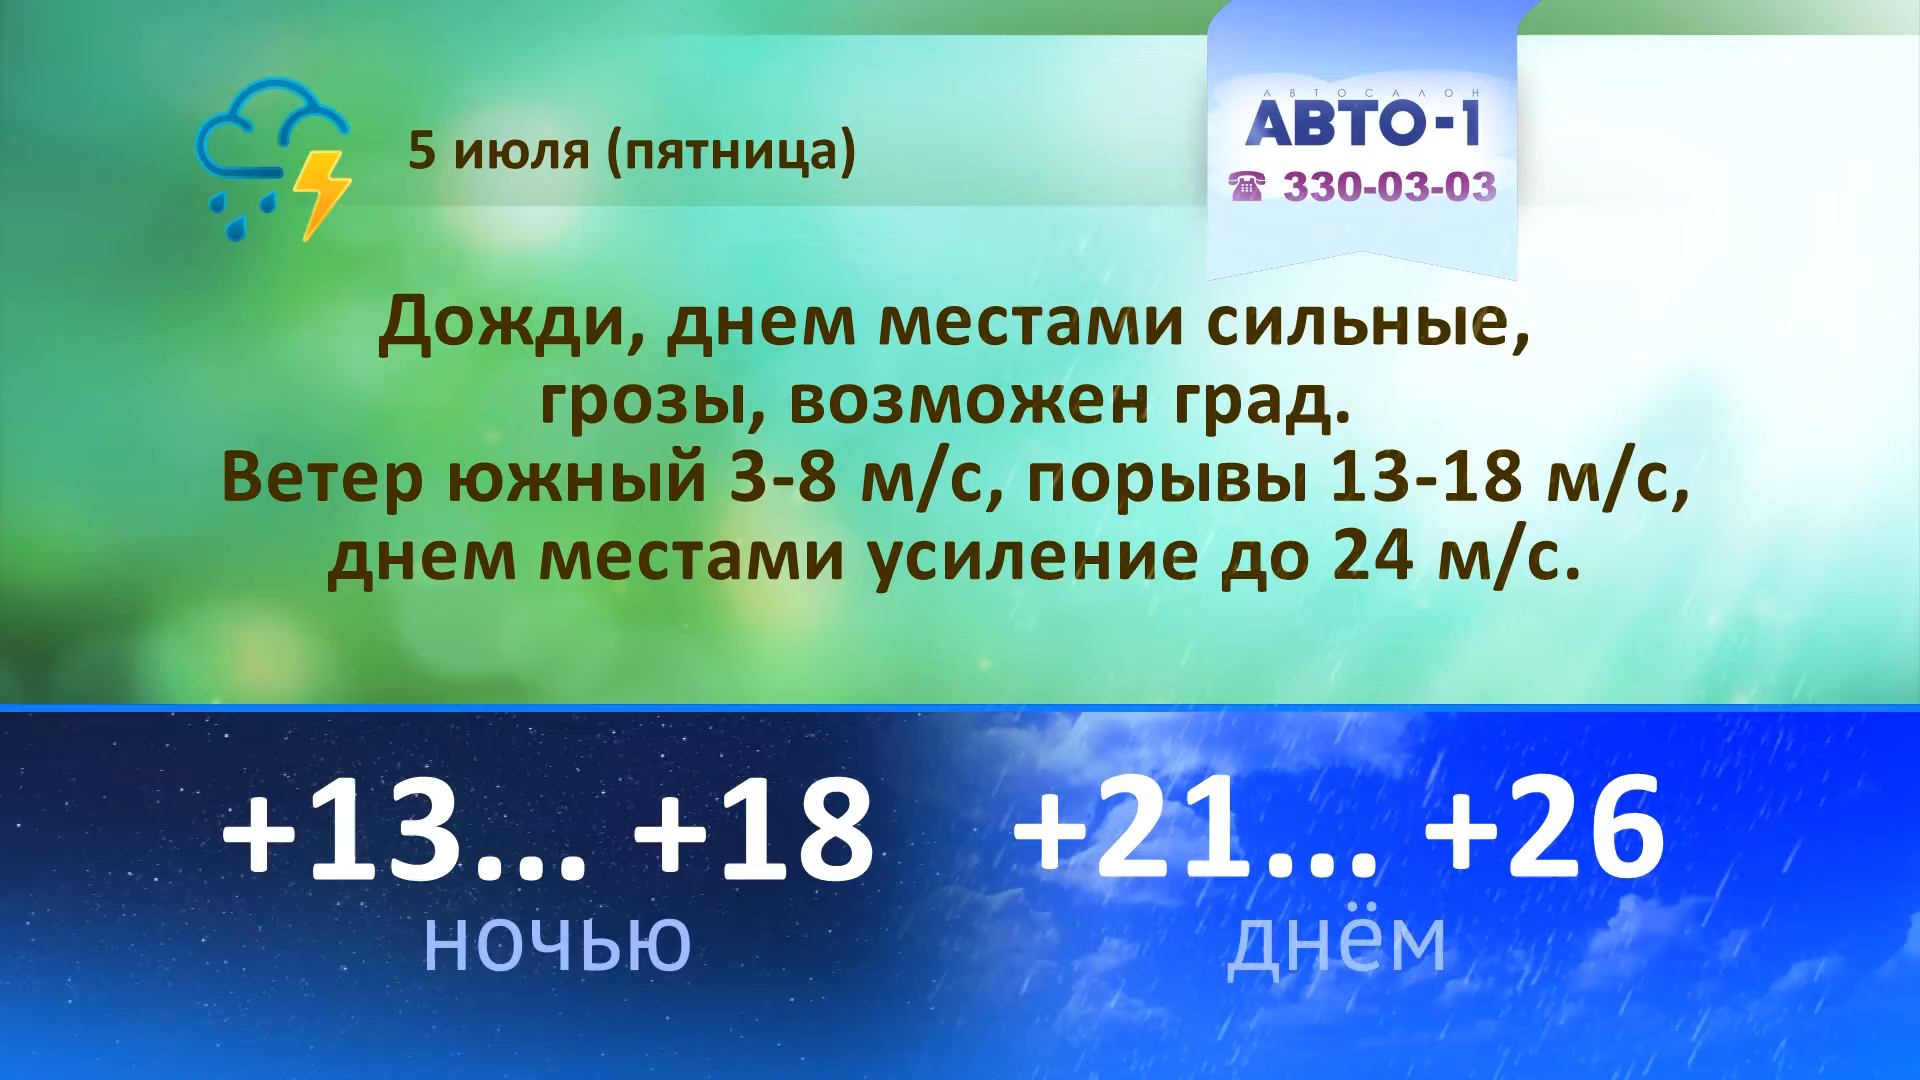 5 июля (пятница)
АВТОСАЛОН
АВТО-1
☎ 330-03-03
Дожди, днем местами сильные,
грозы, возможен град.
Ветер южный 3-8 м/с, порывы 13-18 м/с,
днем местами усиление до 24 м/с.
+13... +18
ночью
+21... +26
днём